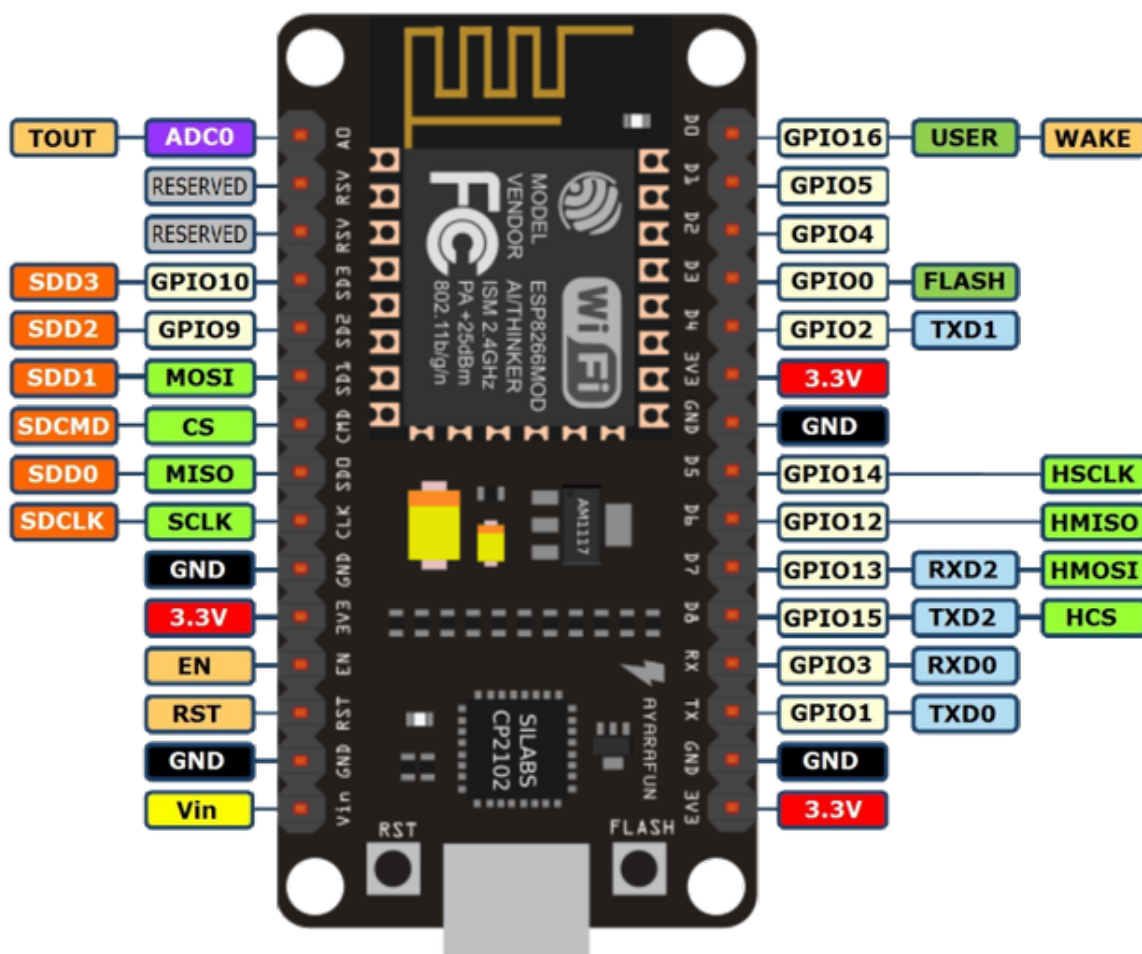 TOUT ADC0 A0 D0 GPIO16 USER WAKE
RESERVED RSV D1 GPIO5
RESERVED RSV D2 GPIO4
SDD3 GPIO10 SD3 D3 GPIO0 FLASH
SDD2 GPIO9 SD2 D4 GPIO2 TXD1
SDD1 MOSI SD1 3V3 3.3V
SDCMD CS CMD GND GND
SDD0 MISO SD0 D5 GPIO14 HSCLK
SDCLK SCLK CLK D6 GPIO12 HMISO
GND GND D7 GPIO13 RXD2 HMOSI
3.3V 3V3 D8 GPIO15 TXD2 HCS
EN EN RX GPIO3 RXD0
RST RST TX GPIO1 TXD0
GND GND GND GND
Vin Vin 3V3 3.3V
MODEL ESP8266MOD
VENDOR AI/THINKER
ISM 2.4GHz
PA +25dBm
802.11b/g/n
FC
WiFi
AM1117
SILABS
CP2102
AYARAFUN
RST
FLASH